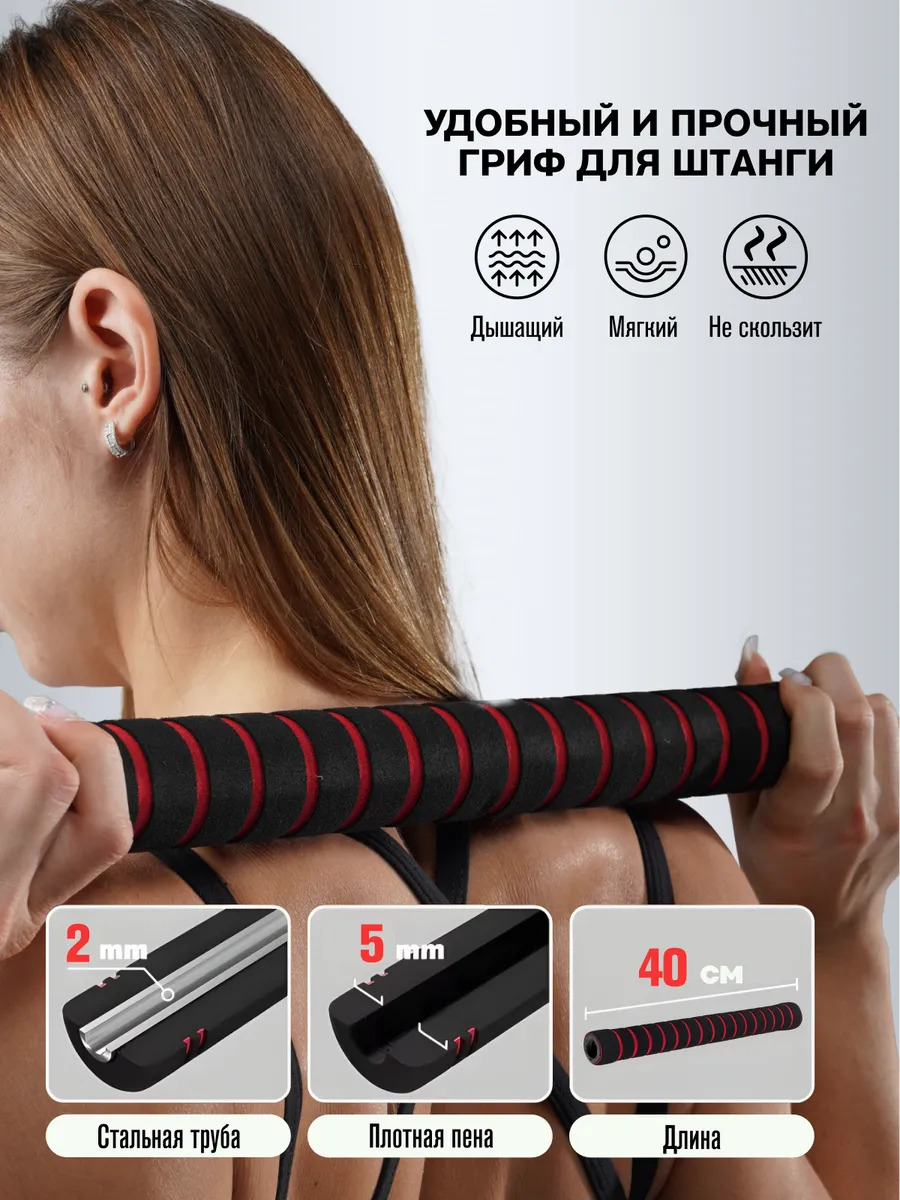 УДОБНЫЙ И ПРОЧНЫЙ
ГРИФ ДЛЯ ШТАНГИ
Дышащий
Мягкий
Не скользит
2 mm
5 mm
40 см
Стальная труба
Плотная пена
Длина